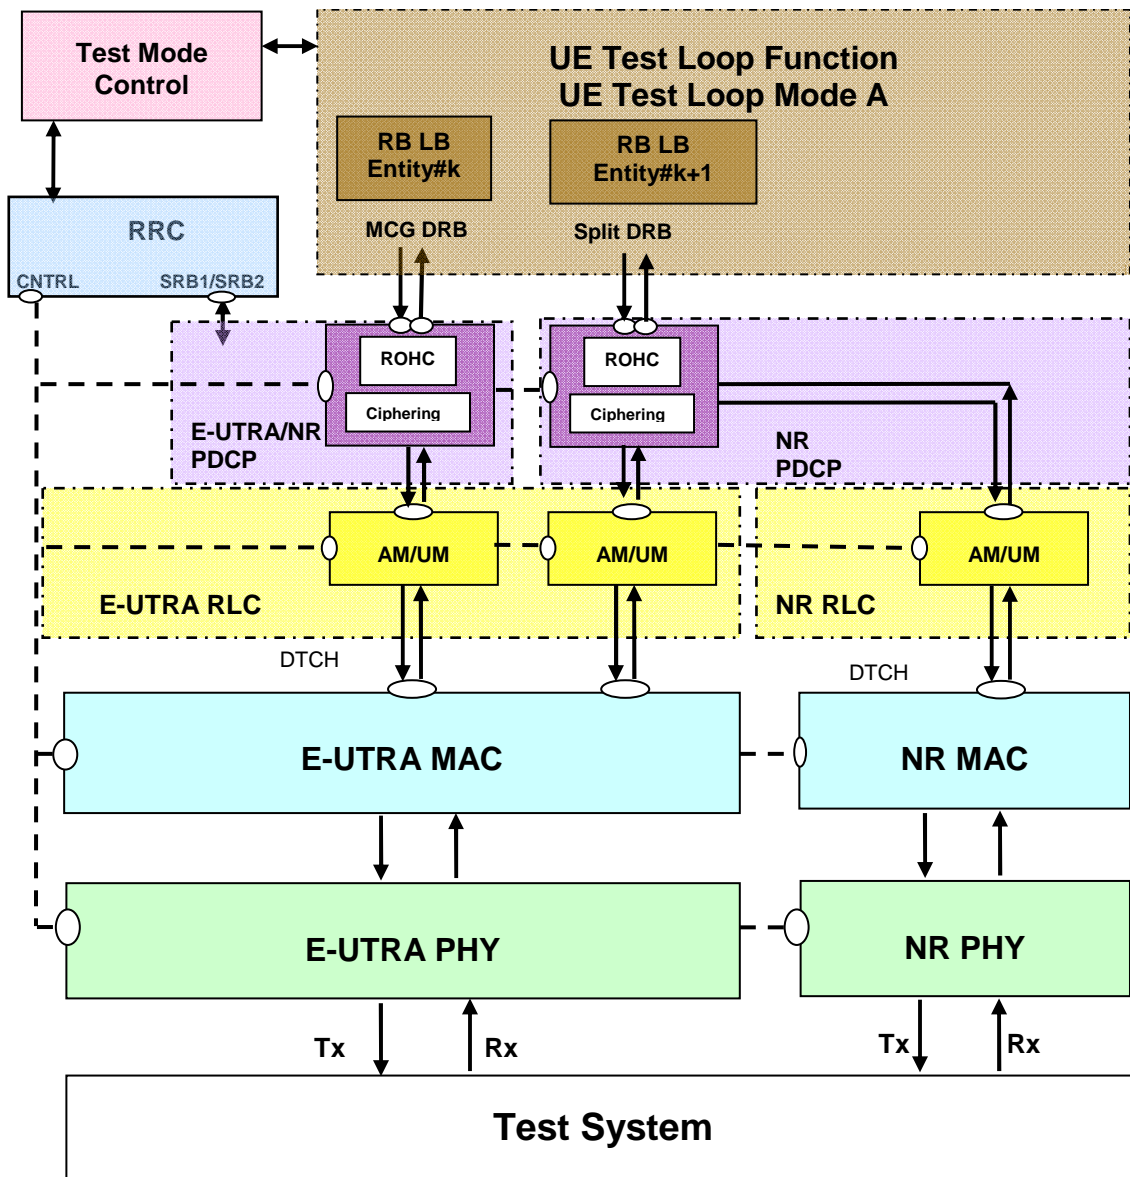 Test Mode
Control
UE Test Loop Function
UE Test Loop Mode A
RB LB
Entity#k
RB LB
Entity#k+1
RRC
MCG DRB
Split DRB
CNTRL
SRB1/SRB2
ROHC
ROHC
Ciphering
Ciphering
E-UTRA/NR
PDCP
NR
PDCP
AM/UM
AM/UM
AM/UM
E-UTRA RLC
NR RLC
DTCH
DTCH
E-UTRA MAC
NR MAC
E-UTRA PHY
NR PHY
Tx
Rx
Tx
Rx
Test System